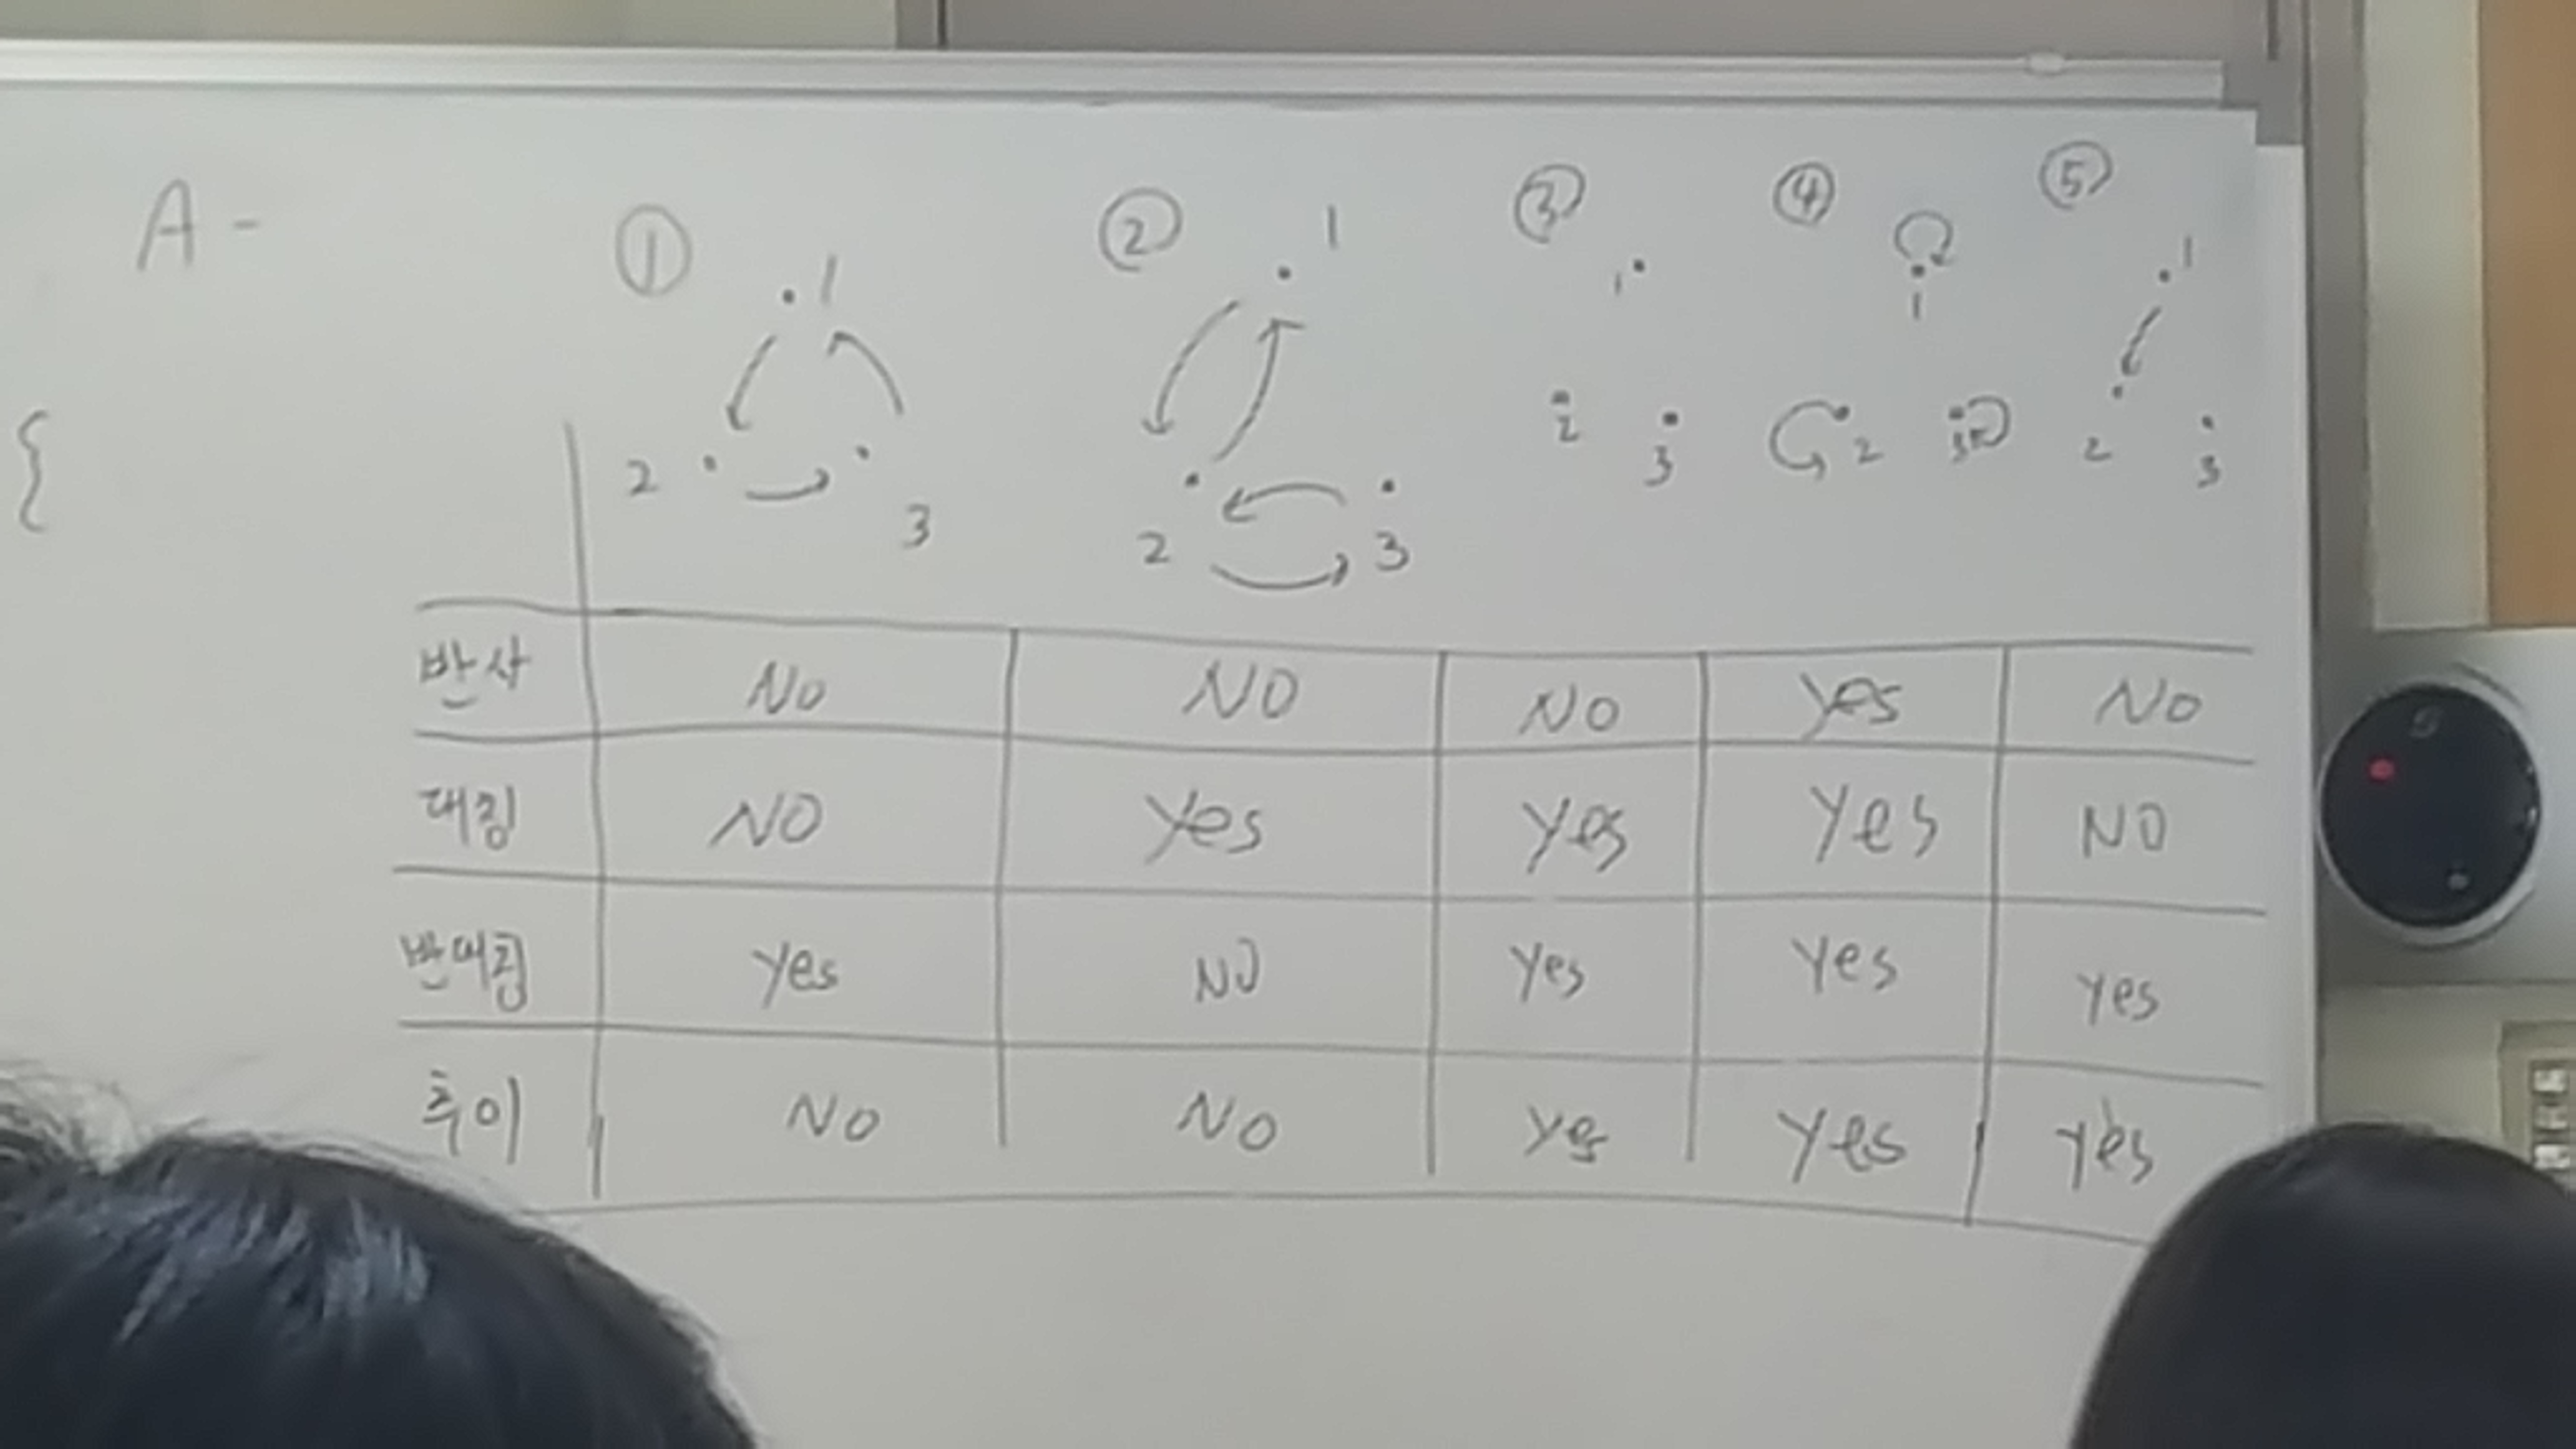 A -
{
① 1 2 3
② 1 2 3
③ 1 2 3
④ 1 2 3
⑤ 1 2 3
반사 No NO No yes No
대칭 NO yes yes yes NO
반대칭 yes NO yes yes yes
추이 No No yes yes yes